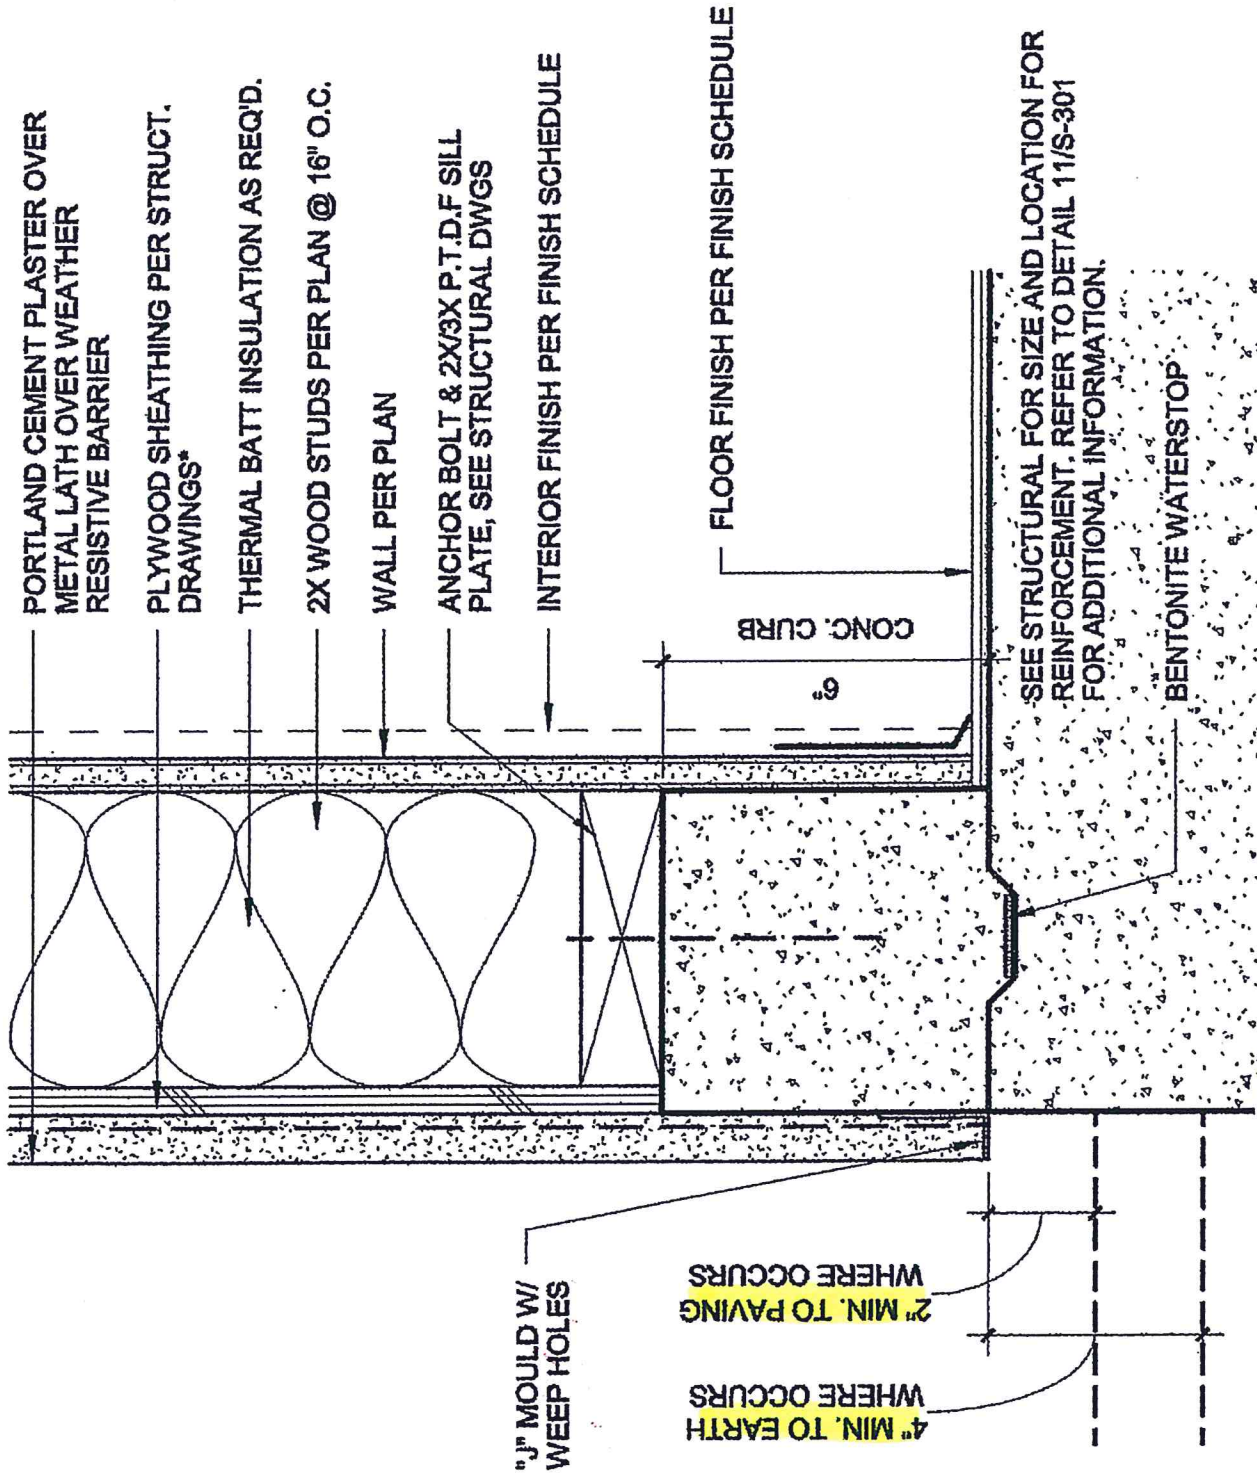 PORTLAND CEMENT PLASTER OVER
METAL LATH OVER WEATHER
RESISTIVE BARRIER
PLYWOOD SHEATHING PER STRUCT.
DRAWINGS*
THERMAL BATT INSULATION AS REQ'D.
2X WOOD STUDS PER PLAN @ 16" O.C.
WALL PER PLAN
ANCHOR BOLT & 2X/3X P.T.D.F SILL
PLATE, SEE STRUCTURAL DWGS
INTERIOR FINISH PER FINISH SCHEDULE
FLOOR FINISH PER FINISH SCHEDULE
6"
CONC. CURB
SEE STRUCTURAL FOR SIZE AND LOCATION FOR
REINFORCEMENT. REFER TO DETAIL 11/S-301
FOR ADDITIONAL INFORMATION.
BENTONITE WATERSTOP
"J" MOULD W/
WEEP HOLES
2" MIN. TO PAVING
WHERE OCCURS
4" MIN. TO EARTH
WHERE OCCURS